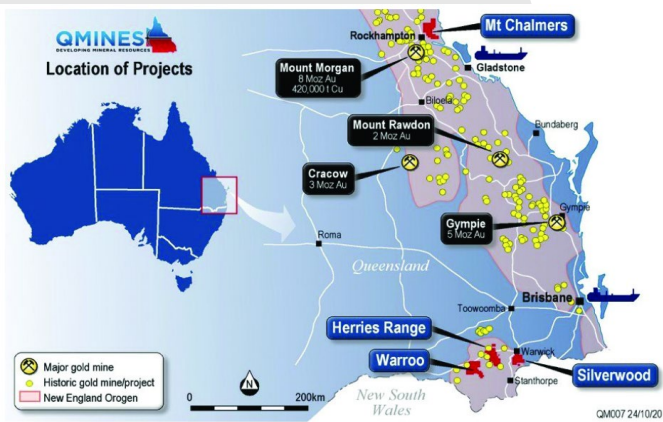 QMINES
DEVELOPING MINERAL RESOURCES
Location of Projects
Mt Chalmers
Rockhampton
Mount Morgan
8 Moz Au
420,000 t Cu
Gladstone
Biloela
Mount Rawdon
2 Moz Au
Bundaberg
Cracow
3 Moz Au
Gympie
5 Moz Au
Gympie
Roma
Queensland
Brisbane
Toowoomba
Herries Range
Warroo
Warwick
Silverwood
Stanthorpe
New South
Wales
Major gold mine
Historic gold mine/project
New England Orogen
N
0
200km
QM007 24/10/20